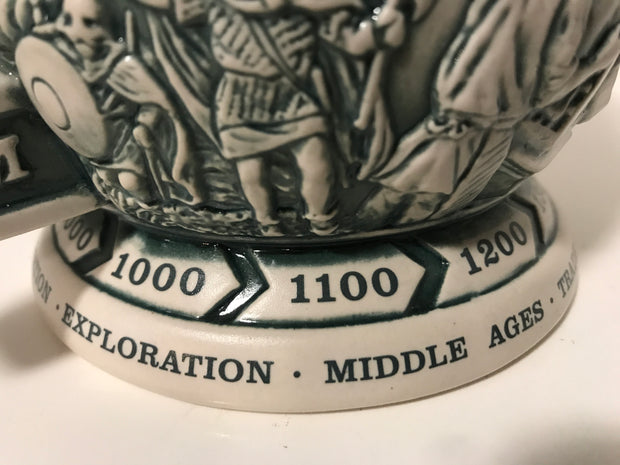 1000 1100 1200
EXPLORATION · MIDDLE AGES ·